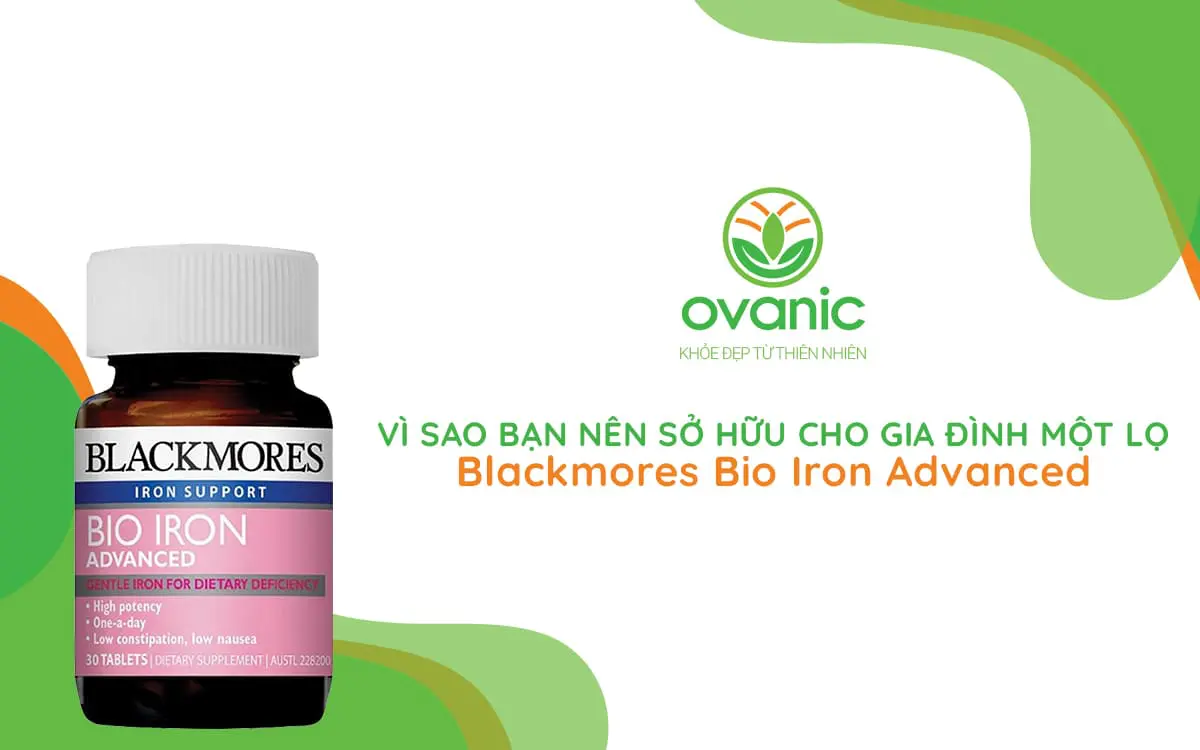 ovanic
KHỎE ĐẸP TỪ THIÊN NHIÊN
VÌ SAO BẠN NÊN SỞ HỮU CHO GIA ĐÌNH MỘT LỌ
Blackmores Bio Iron Advanced
BLACKMORES
IRON SUPPORT
BIO IRON
ADVANCED
GENTLE IRON FOR DIETARY DEFICIENCY
• High potency
• One-a-day
• Low constipation, low nausea
30 TABLETS | DIETARY SUPPLEMENT | AUSTL 228200